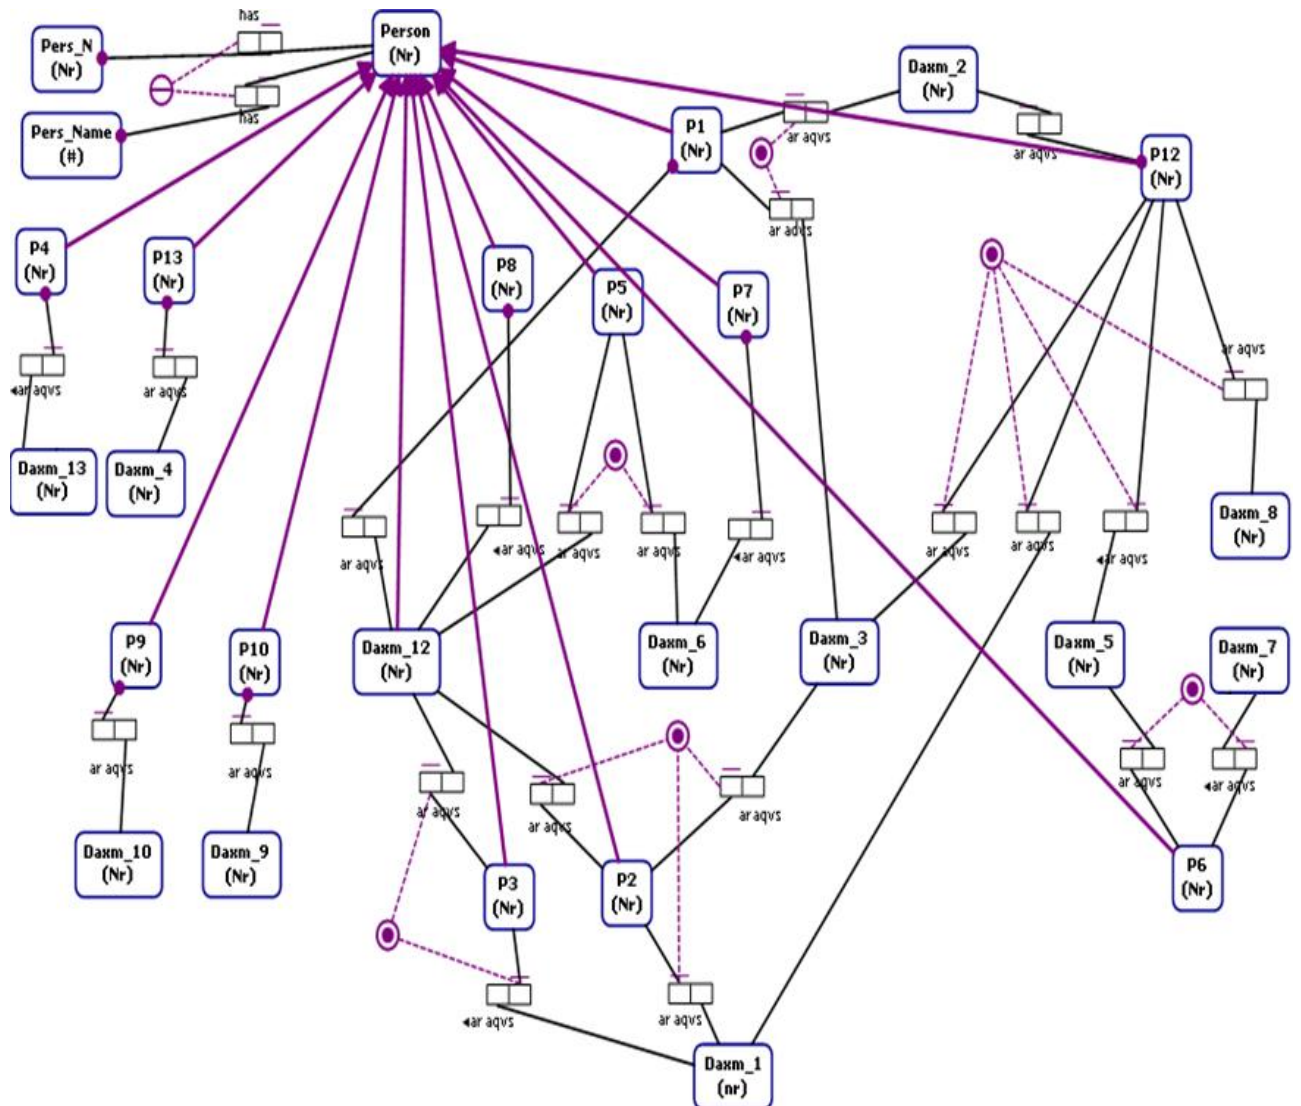 has
Person
(Nr)
Pers_N
(Nr)
has
Pers_Name
(#)
Daxm_2
(Nr)
P1
(Nr)
ar aqvs
ar aqvs
P12
(Nr)
ar aqvs
P4
(Nr)
P13
(Nr)
P8
(Nr)
P5
(Nr)
P7
(Nr)
ar aqvs
◄ar aqvs
ar aqvs
Daxm_13
(Nr)
Daxm_4
(Nr)
Daxm_8
(Nr)
ar aqvs
◄ar aqvs
ar aqvs
ar aqvs
◄ar aqvs
ar aqvs
ar aqvs
◄ar aqvs
P9
(Nr)
P10
(Nr)
Daxm_12
(Nr)
Daxm_6
(Nr)
Daxm_3
(Nr)
Daxm_5
(Nr)
Daxm_7
(Nr)
ar aqvs
ar aqvs
ar aqvs
ar aqvs
ar aqvs
ar aqvs
◄ar aqvs
Daxm_10
(Nr)
Daxm_9
(Nr)
P3
(Nr)
P2
(Nr)
P6
(Nr)
◄ar aqvs
ar aqvs
Daxm_1
(nr)